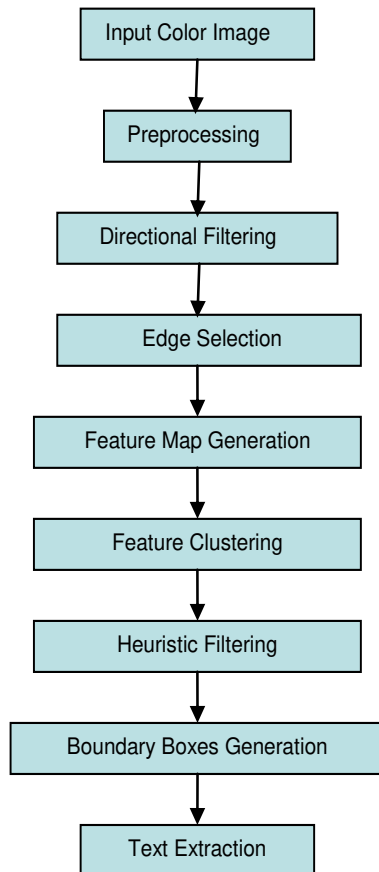 Input Color Image
Preprocessing
Directional Filtering
Edge Selection
Feature Map Generation
Feature Clustering
Heuristic Filtering
Boundary Boxes Generation
Text Extraction